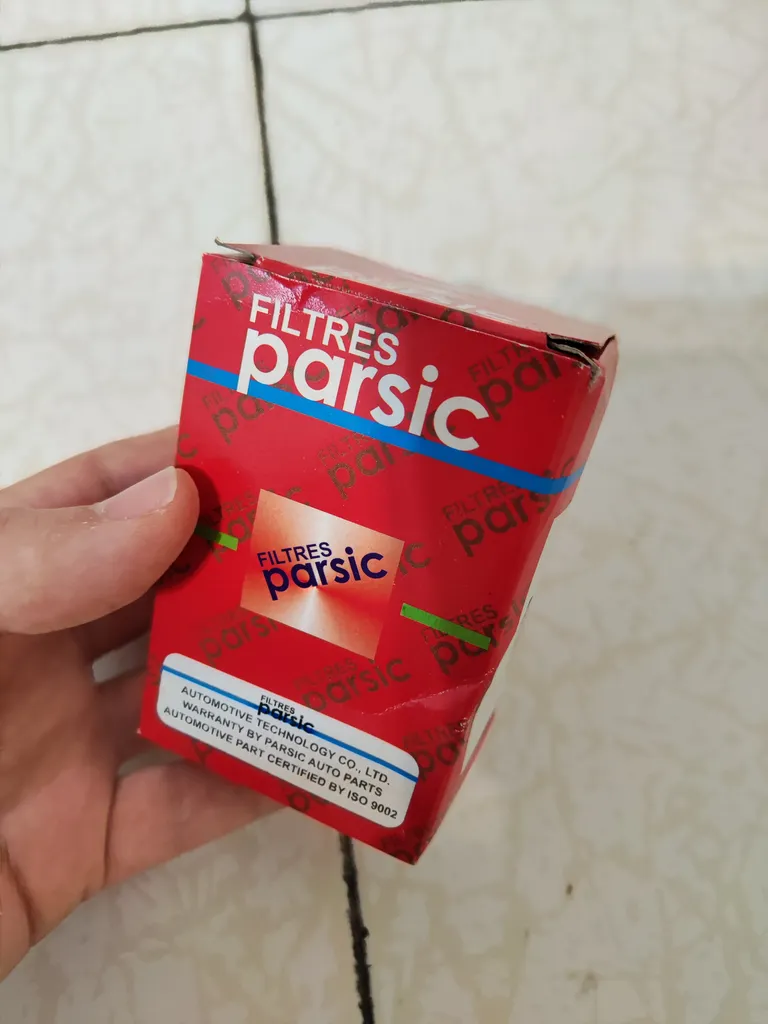 FILTRES
parsic
FILTRES
parsic
FILTRES
parsic
AUTOMOTIVE TECHNOLOGY CO., LTD.
WARRANTY BY PARSIC AUTO PARTS
AUTOMOTIVE PART CERTIFIED BY ISO 9002